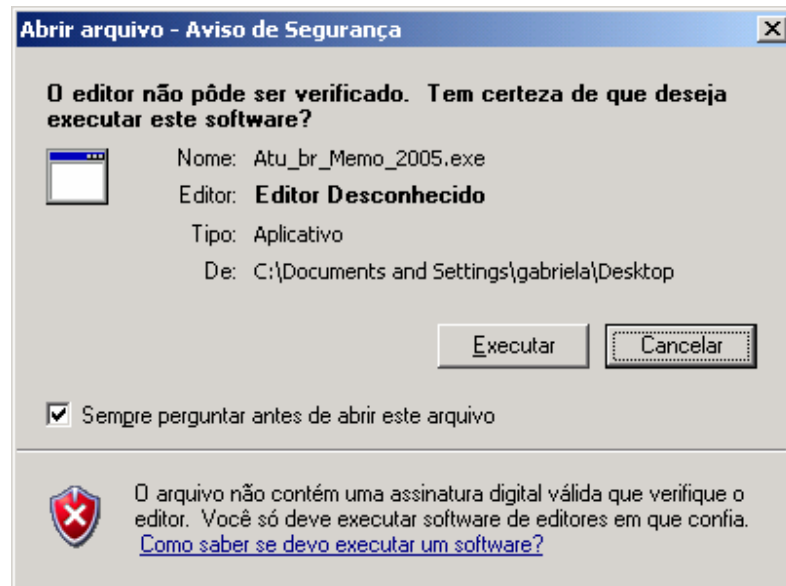 Abrir arquivo - Aviso de Segurança
O editor não pôde ser verificado. Tem certeza de que deseja
executar este software?
Nome: Atu_br_Memo_2005.exe
Editor: Editor Desconhecido
Tipo: Aplicativo
De: C:\Documents and Settings\gabriela\Desktop
Executar Cancelar
Sempre perguntar antes de abrir este arquivo
O arquivo não contém uma assinatura digital válida que verifique o
editor. Você só deve executar software de editores em que confia.
Como saber se devo executar um software?